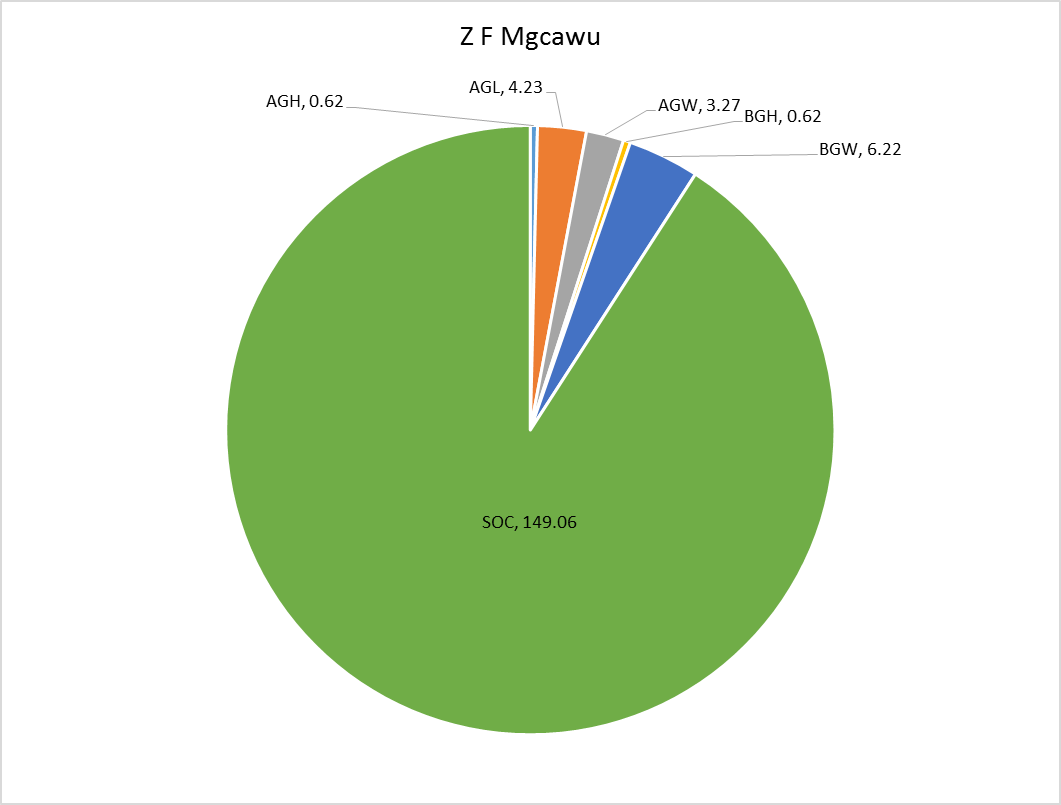 Z F Mgcawu
AGH, 0.62
AGL, 4.23
AGW, 3.27
BGH, 0.62
BGW, 6.22
SOC, 149.06